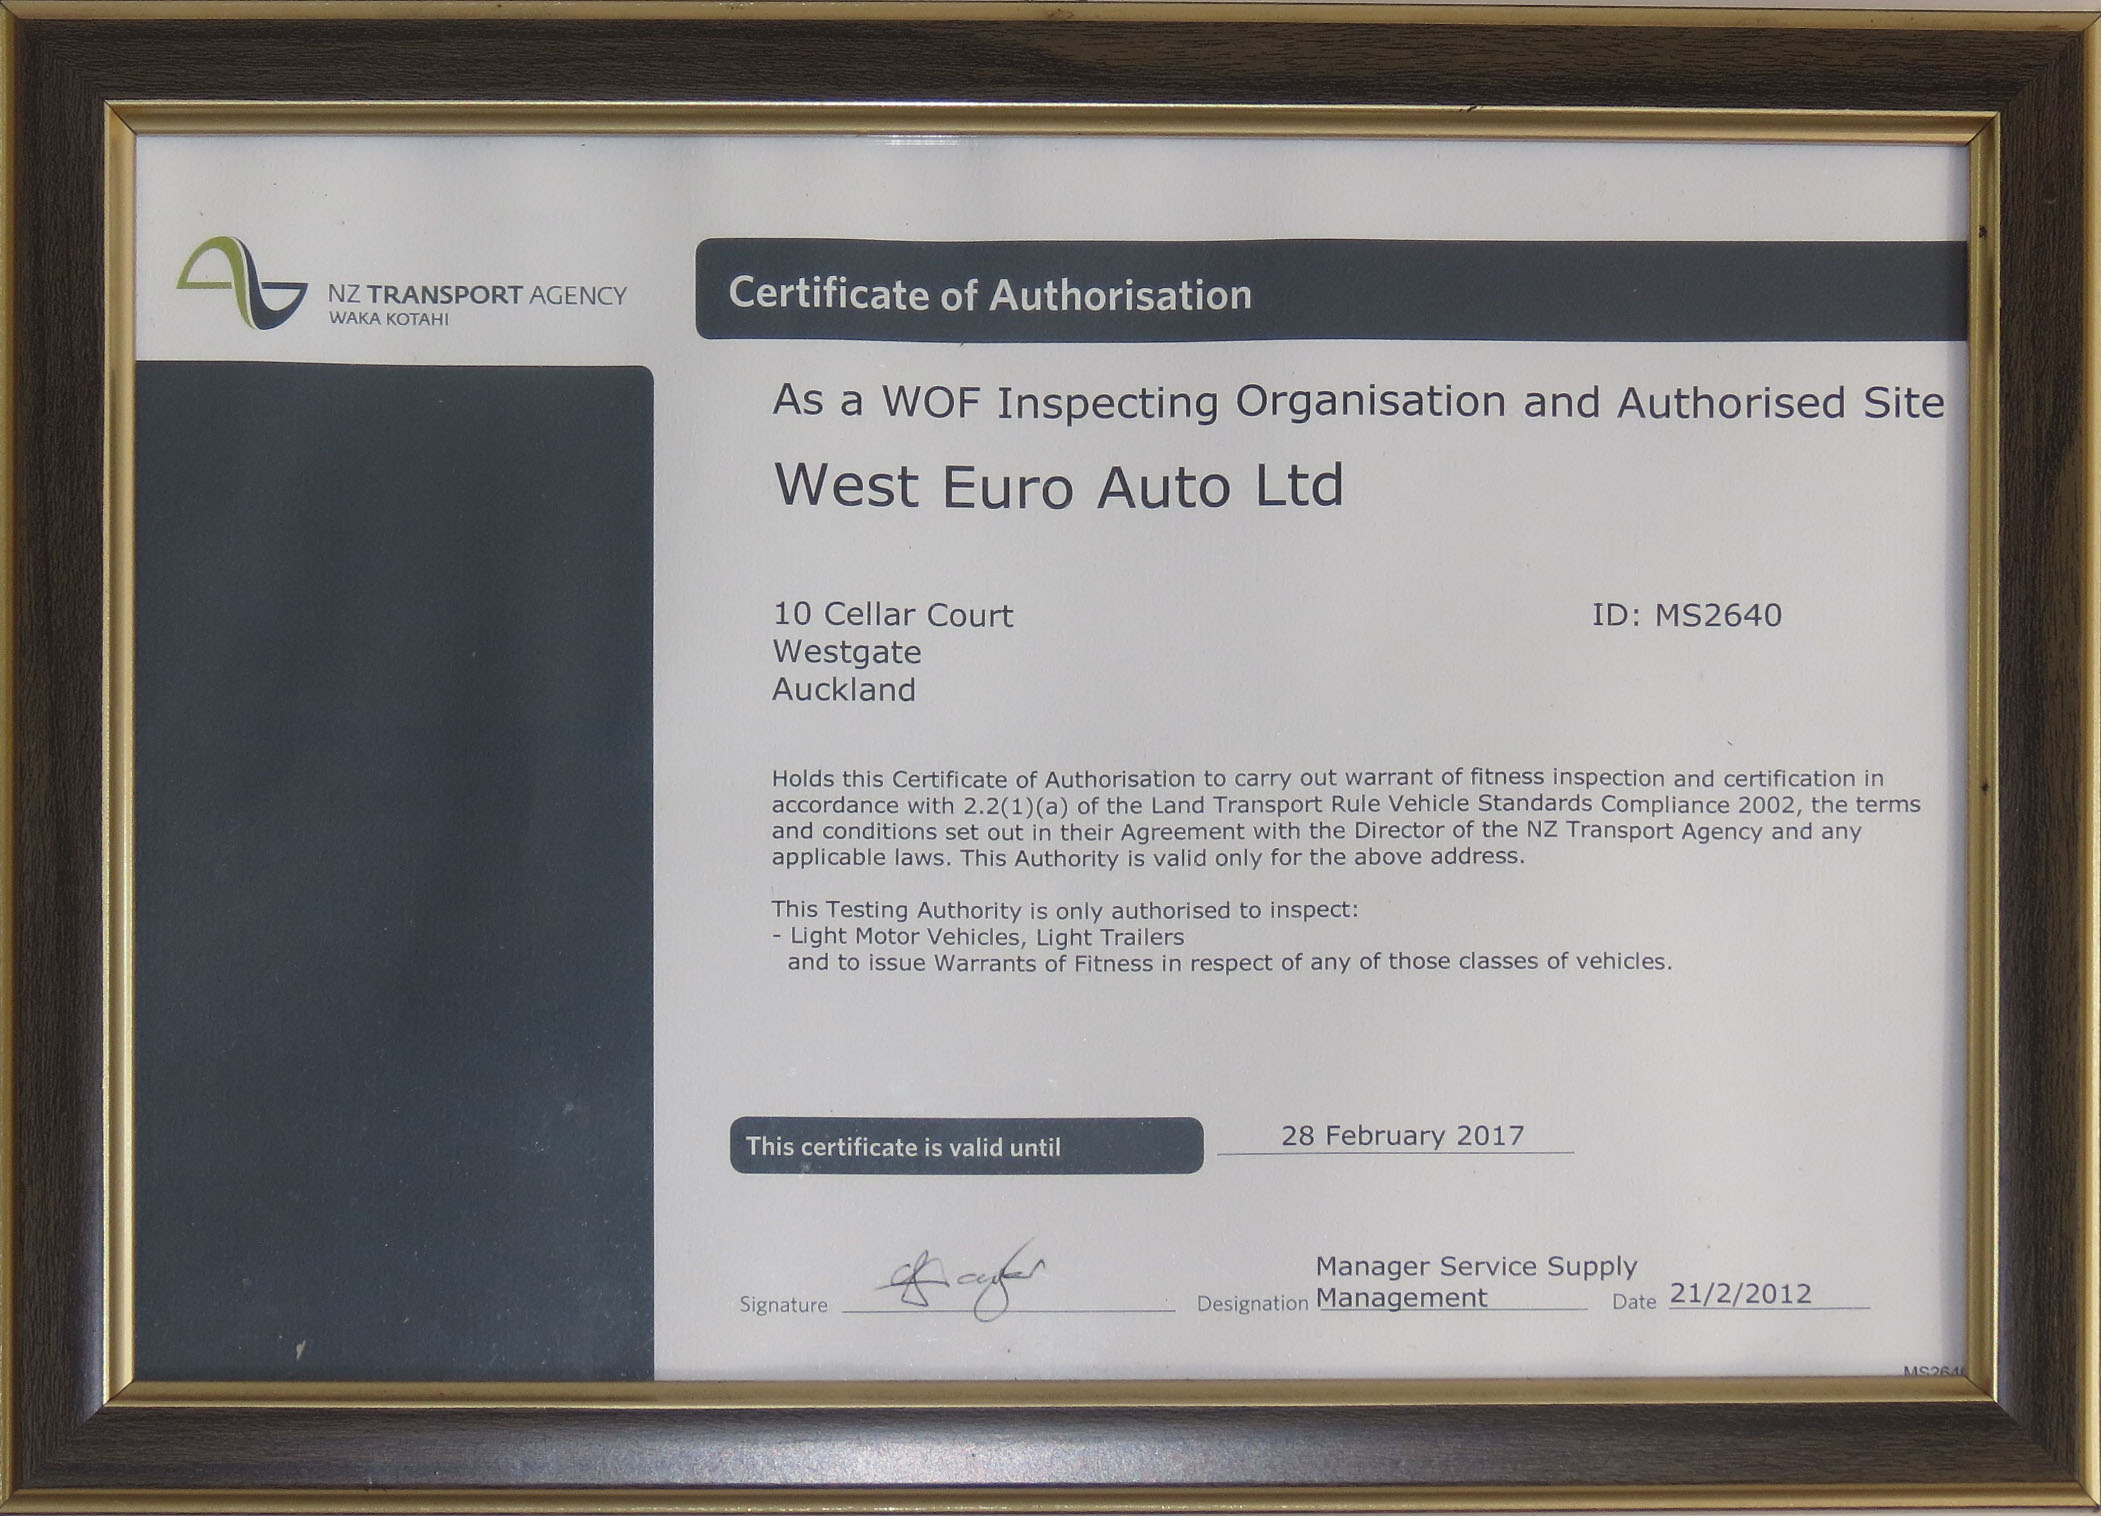 NZ TRANSPORT AGENCY
WAKA KOTAHI
Certificate of Authorisation
As a WOF Inspecting Organisation and Authorised Site
West Euro Auto Ltd
10 Cellar Court
ID: MS2640
Westgate
Auckland
Holds this Certificate of Authorisation to carry out warrant of fitness inspection and certification in
accordance with 2.2(1)(a) of the Land Transport Rule Vehicle Standards Compliance 2002, the terms
and conditions set out in their Agreement with the Director of the NZ Transport Agency and any
applicable laws. This Authority is valid only for the above address.
This Testing Authority is only authorised to inspect:
- Light Motor Vehicles, Light Trailers
and to issue Warrants of Fitness in respect of any of those classes of vehicles.
This certificate is valid until 28 February 2017
Manager Service Supply
Signature Designation Management Date 21/2/2012